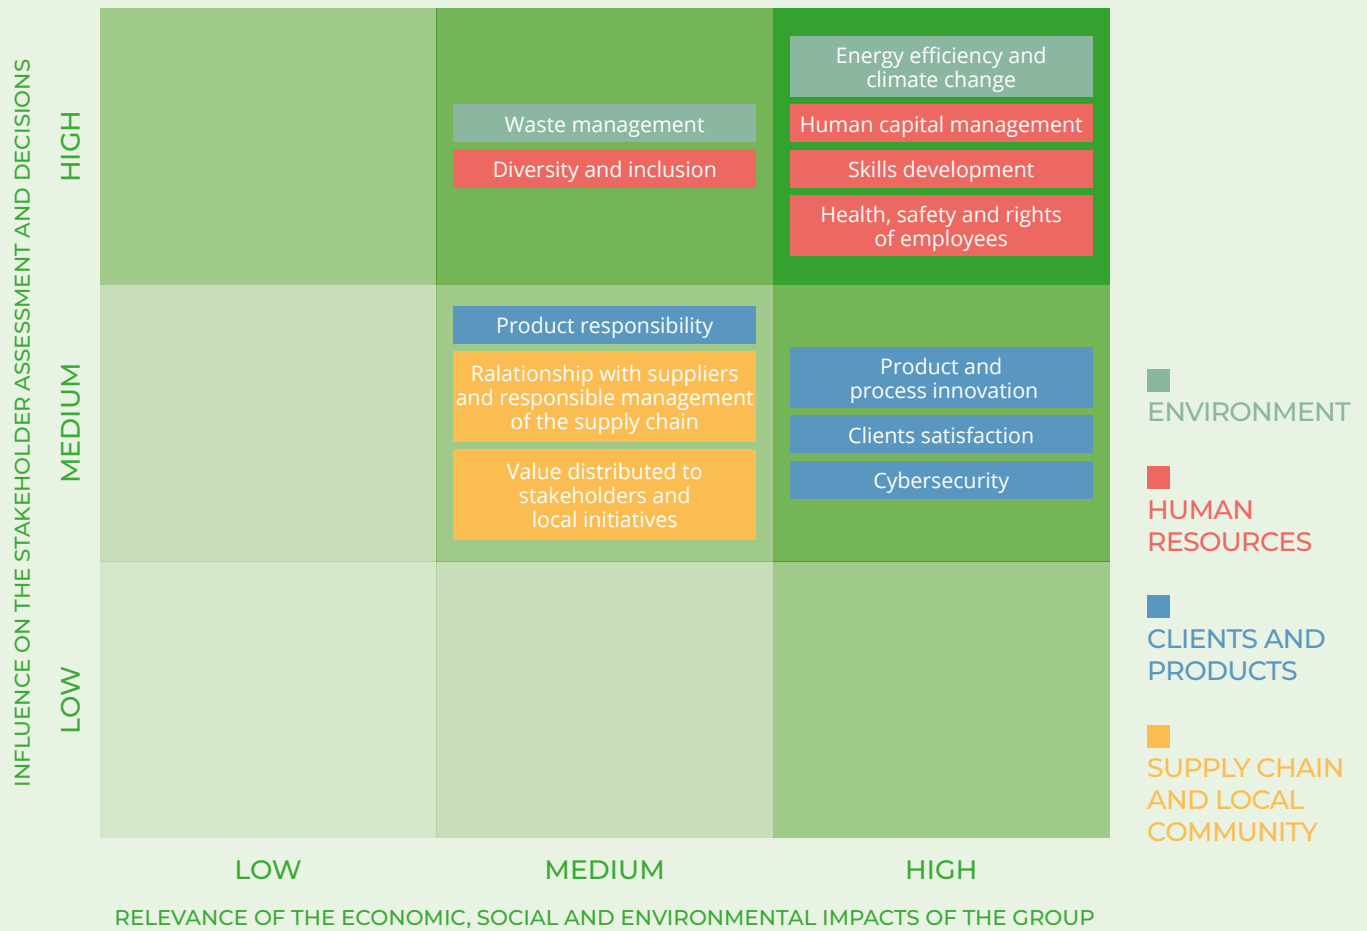 INFLUENCE ON THE STAKEHOLDER ASSESSMENT AND DECISIONS
HIGH
MEDIUM
LOW
Waste management
Diversity and inclusion
Energy efficiency and
climate change
Human capital management
Skills development
Health, safety and rights
of employees
Product responsibility
Ralationship with suppliers
and responsible management
of the supply chain
Value distributed to
stakeholders and
local initiatives
Product and
process innovation
Clients satisfaction
Cybersecurity
LOW
MEDIUM
HIGH
RELEVANCE OF THE ECONOMIC, SOCIAL AND ENVIRONMENTAL IMPACTS OF THE GROUP
ENVIRONMENT
HUMAN
RESOURCES
CLIENTS AND
PRODUCTS
SUPPLY CHAIN
AND LOCAL
COMMUNITY